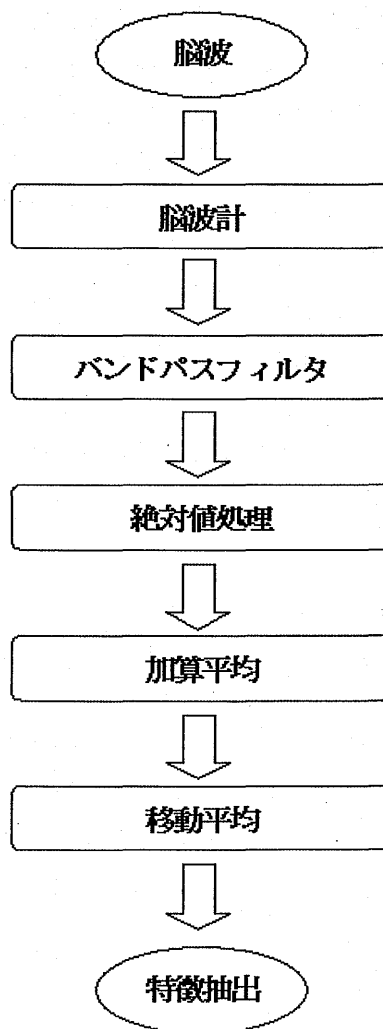 脳波
脳波計
バンドパスフィルタ
絶対値処理
加算平均
移動平均
特徴抽出